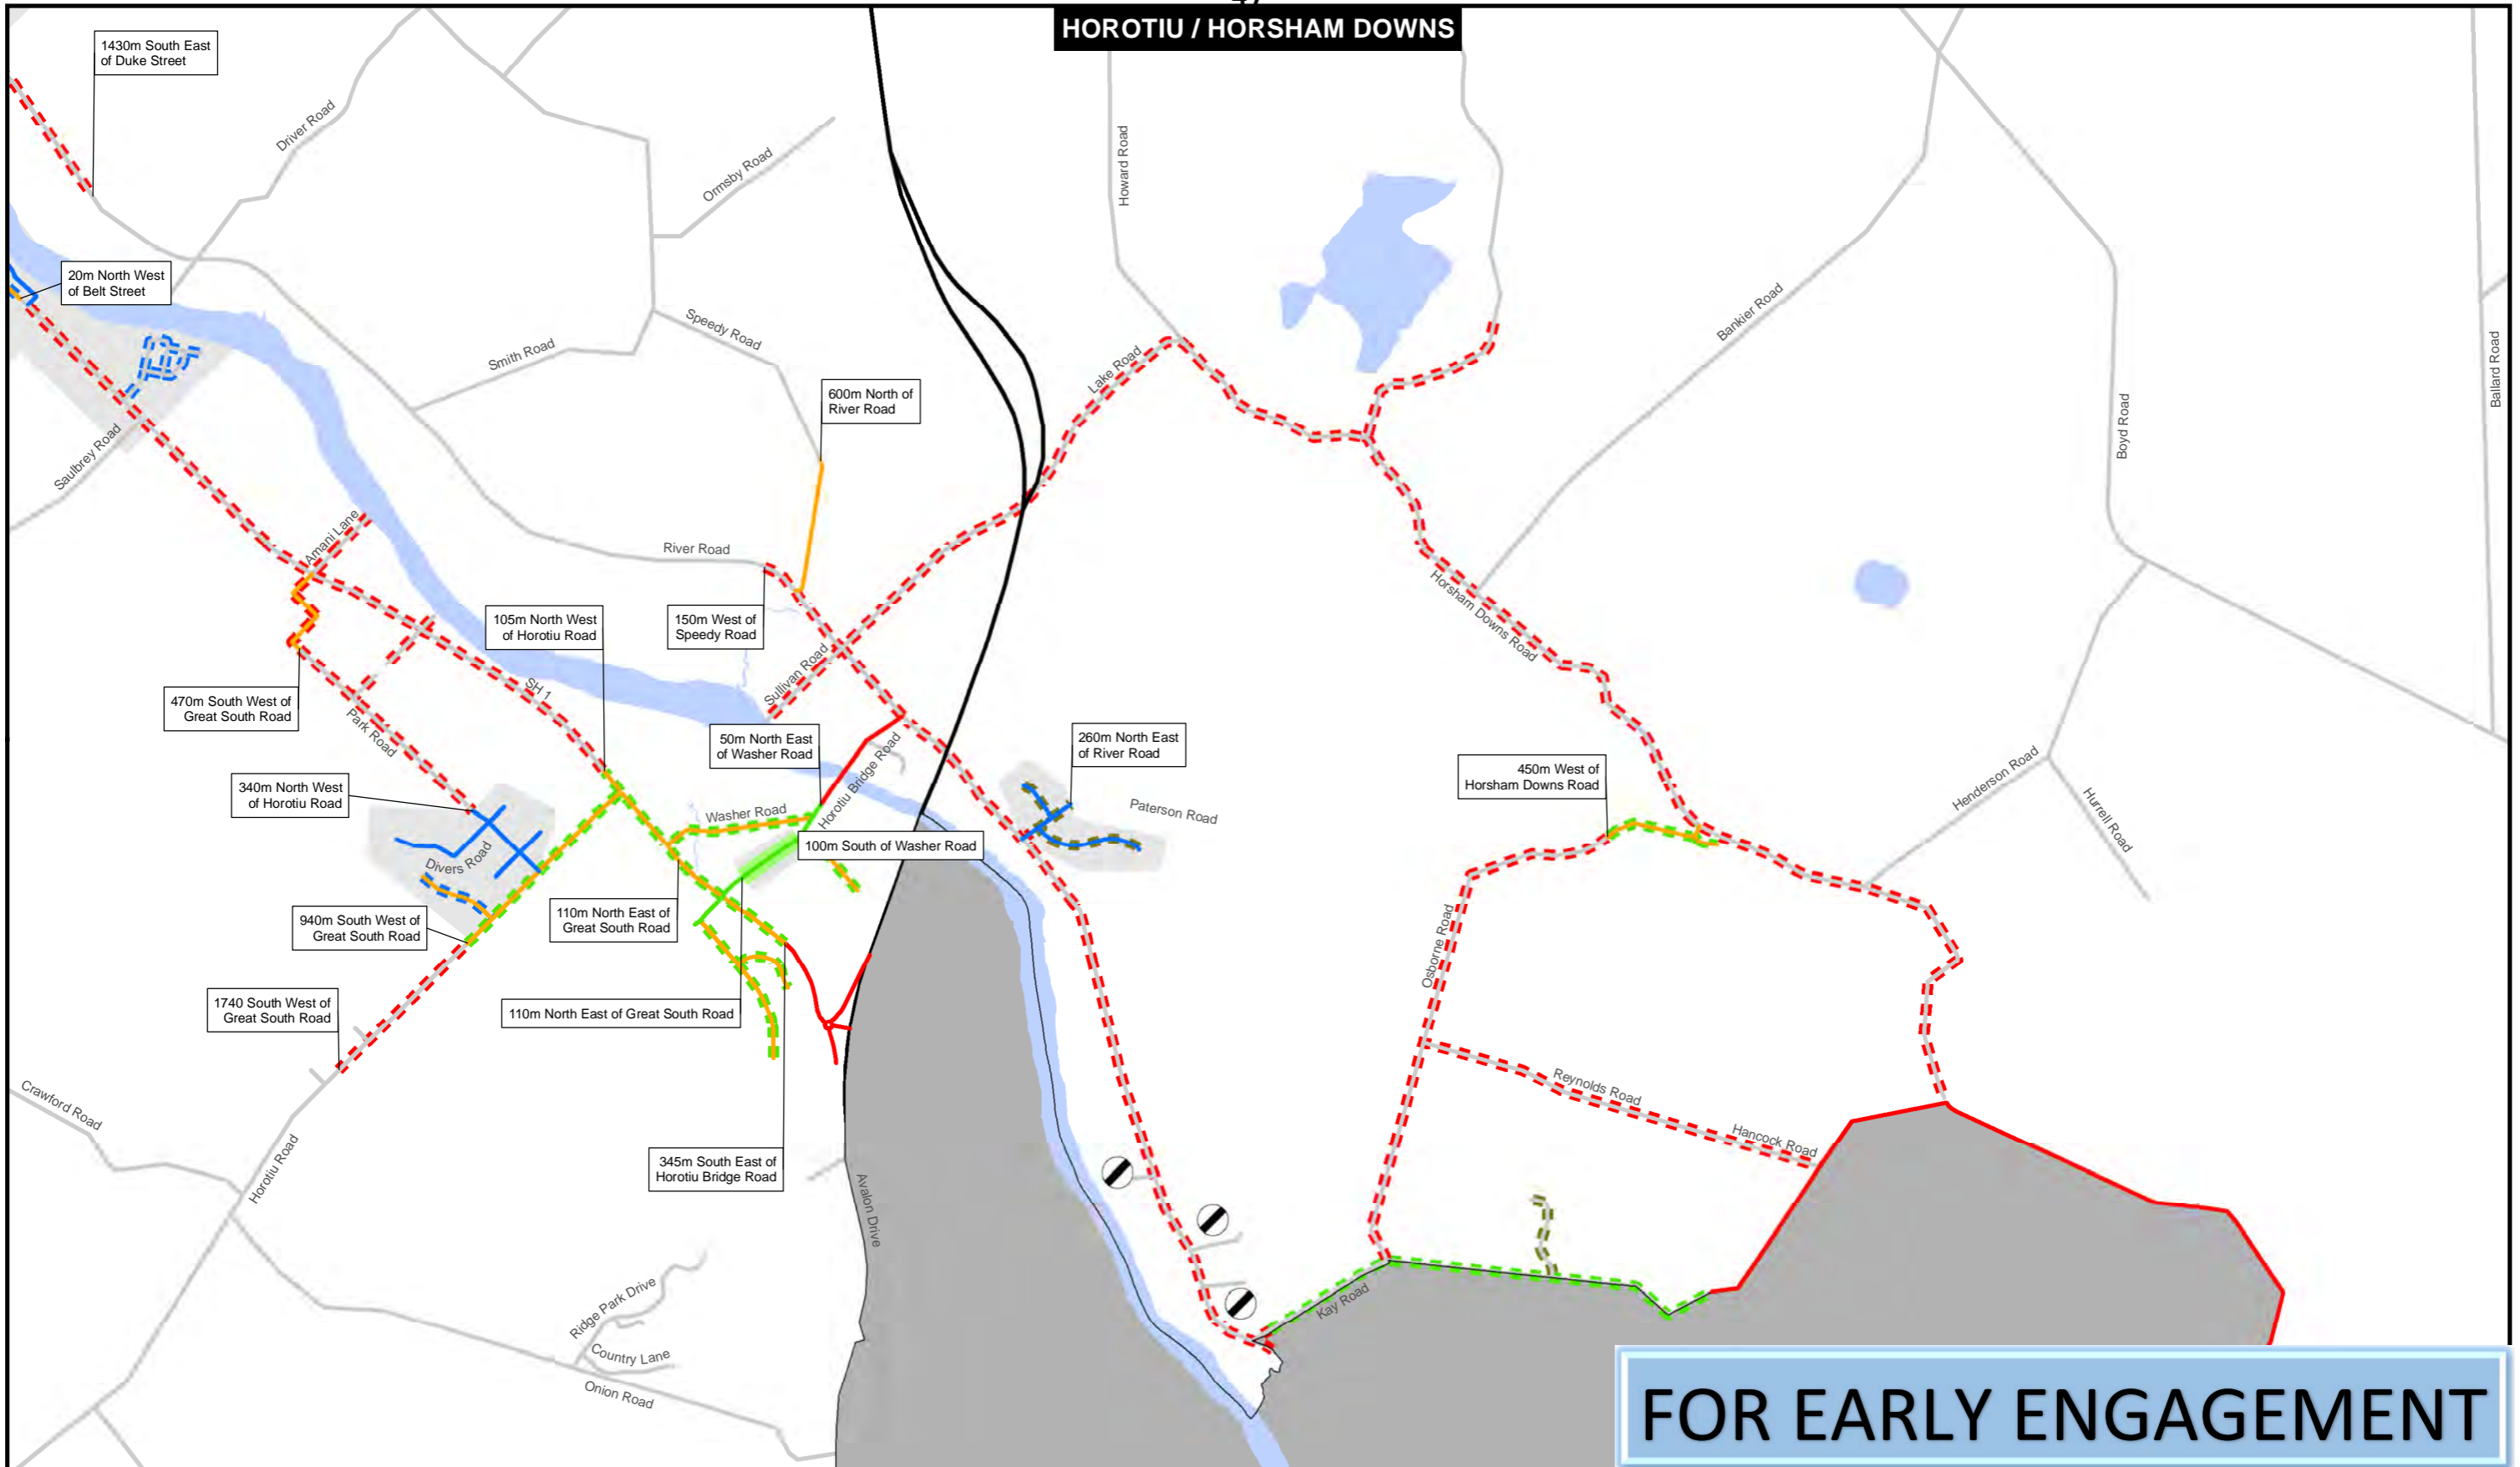 HOROTIU / HORSHAM DOWNS
1430m South East
of Duke Street
Driver Road
Ormsby Road
Howard Road
20m North West
of Belt Street
Speedy Road
Smith Road
Bankier Road
Ballard Road
Boyd Road
Lake Road
600m North of
River Road
Saulbrey Road
Amani Lane
River Road
105m North West
of Horotiu Road
150m West of
Speedy Road
Horsham Downs Road
Sullivan Road
SH 1
470m South West of
Great South Road
Park Road
50m North East
of Washer Road
Horotiu Bridge Road
260m North East
of River Road
450m West of
Horsham Downs Road
340m North West
of Horotiu Road
Washer Road
Paterson Road
Henderson Road
Hurrell Road
100m South of Washer Road
Divers Road
940m South West of
Great South Road
110m North East of
Great South Road
Osborne Road
1740 South West of
Great South Road
110m North East of Great South Road
Crawford Road
Reynolds Road
Hancock Road
345m South East of
Horotiu Bridge Road
Horotiu Road
Avalon Drive
Ridge Park Drive
Kay Road
Country Lane
Onion Road
FOR EARLY ENGAGEMENT